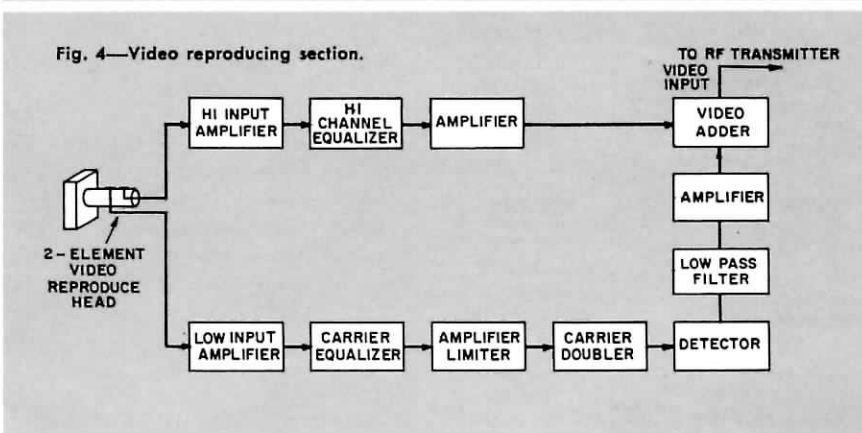 Fig. 4—Video reproducing section.
TO RF TRANSMITTER
VIDEO
INPUT
HI INPUT
AMPLIFIER
HI
CHANNEL
EQUALIZER
AMPLIFIER
VIDEO
ADDER
AMPLIFIER
2-ELEMENT
VIDEO
REPRODUCE
HEAD
LOW PASS
FILTER
LOW INPUT
AMPLIFIER
CARRIER
EQUALIZER
AMPLIFIER
LIMITER
CARRIER
DOUBLER
DETECTOR